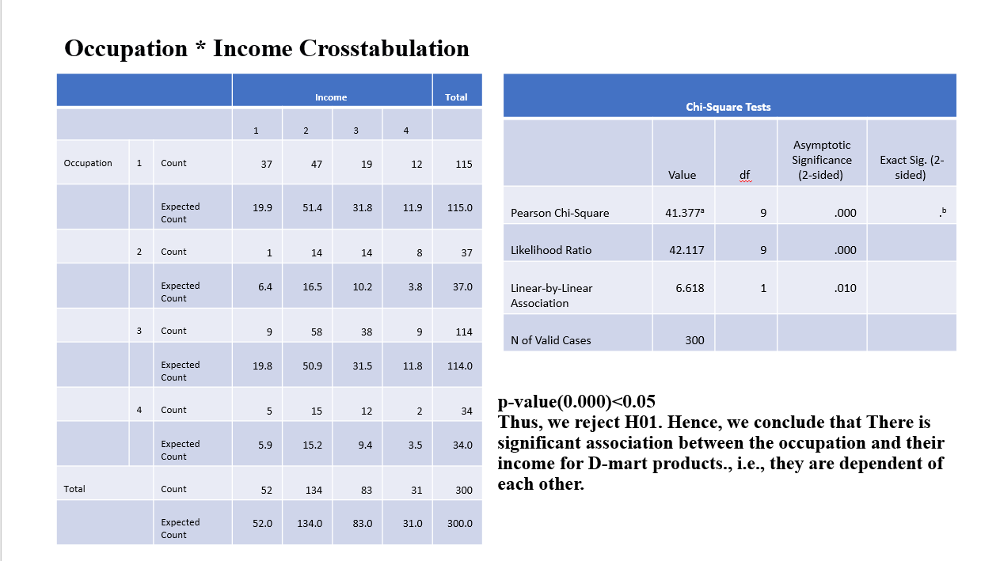 Occupation * Income Crosstabulation
Income Total
1 2 3 4
Occupation 1 Count 37 47 19 12 115
Expected Count 19.9 51.4 31.8 11.9 115.0
2 Count 1 14 14 8 37
Expected Count 6.4 16.5 10.2 3.8 37.0
3 Count 9 58 38 9 114
Expected Count 19.8 50.9 31.5 11.8 114.0
4 Count 5 15 12 2 34
Expected Count 5.9 15.2 9.4 3.5 34.0
Total Count 52 134 83 31 300
Expected Count 52.0 134.0 83.0 31.0 300.0
Chi-Square Tests
Value df Asymptotic Significance (2-sided) Exact Sig. (2-sided)
Pearson Chi-Square 41.377ᵃ 9 .000 .ᵇ
Likelihood Ratio 42.117 9 .000
Linear-by-Linear Association 6.618 1 .010
N of Valid Cases 300
p-value(0.000)<0.05
Thus, we reject H01. Hence, we conclude that There is
significant association between the occupation and their
income for D-mart products., i.e., they are dependent of
each other.